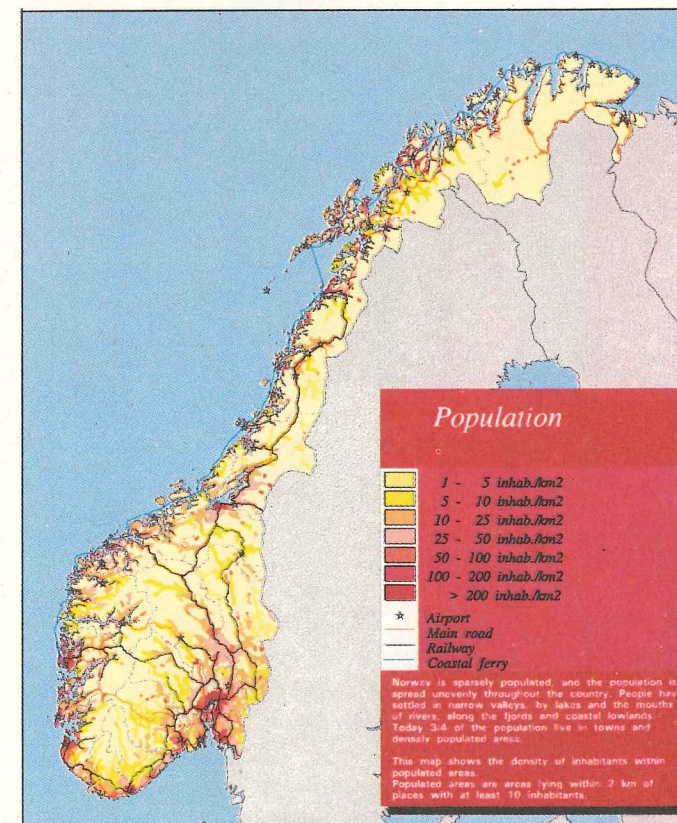 Population
1 - 5 inhab./km2
5 - 10 inhab./km2
10 - 25 inhab./km2
25 - 50 inhab./km2
50 - 100 inhab./km2
100 - 200 inhab./km2
> 200 inhab./km2
Airport
Main road
Railway
Coastal ferry
Norway is sparsely populated, and the population is
spread unevenly throughout the country. People have
settled in narrow valleys, by lakes and the mouths
of rivers, along the fjords and coastal lowlands.
Today 3/4 of the population live in towns and
densely populated areas.
This map shows the density of inhabitants within
populated areas.
Populated areas are areas lying within 2 km of
places with at least 10 inhabitants.